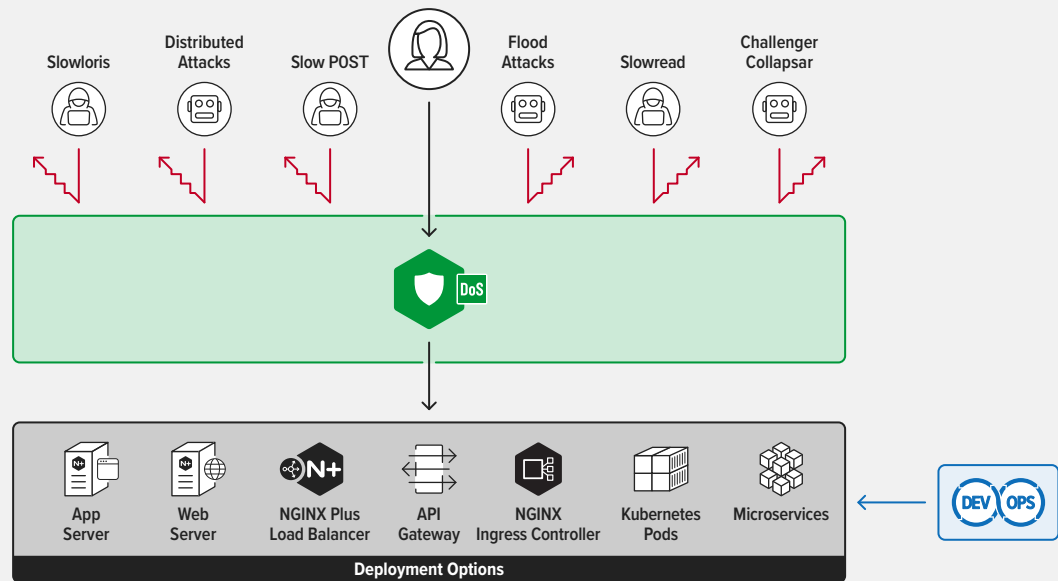 Slowloris
Distributed
Attacks
Slow POST
Flood
Attacks
Slowread
Challenger
Collapsar
DoS
N+
N+
N+
App
Server
Web
Server
NGINX Plus
Load Balancer
API
Gateway
NGINX
Ingress Controller
Kubernetes
Pods
Microservices
Deployment Options
DEV OPS